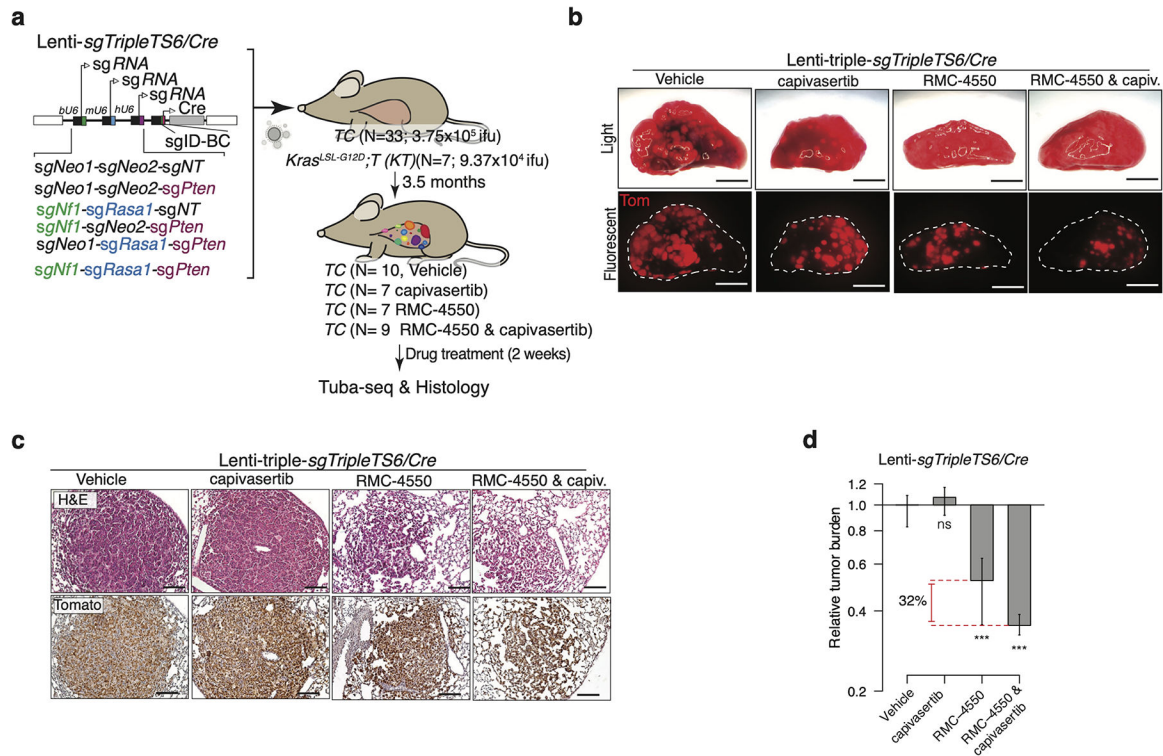 a
Lenti-sgTripleTS6/Cre
sgRNA
sgRNA
sgRNA
bU6 mU6 hU6 Cre
sgID-BC
sgNeo1-sgNeo2-sgNT
sgNeo1-sgNeo2-sgPten
sgNf1-sgRasa1-sgNT
sgNf1-sgNeo2-sgPten
sgNeo1-sgRasa1-sgPten
sgNf1-sgRasa1-sgPten
TC (N=33; 3.75x10⁵ ifu)
Kras^LSL-G12D;T (KT)(N=7; 9.37x10⁴ ifu)
3.5 months
TC (N= 10, Vehicle)
TC (N= 7 capivasertib)
TC (N= 7 RMC-4550)
TC (N= 9 RMC-4550 & capivasertib)
Drug treatment (2 weeks)
Tuba-seq & Histology
b
Lenti-triple-sgTripleTS6/Cre
Vehicle capivasertib RMC-4550 RMC-4550 & capiv.
Light
Fluorescent
Tom
c
Lenti-triple-sgTripleTS6/Cre
Vehicle capivasertib RMC-4550 RMC-4550 & capiv.
H&E
Tomato
d
Lenti-sgTripleTS6/Cre
Relative tumor burden
1.2
1.0
0.6
0.4
0.2
ns
32%
***
***
Vehicle
capivasertib
RMC-4550
RMC-4550 &
capivasertib